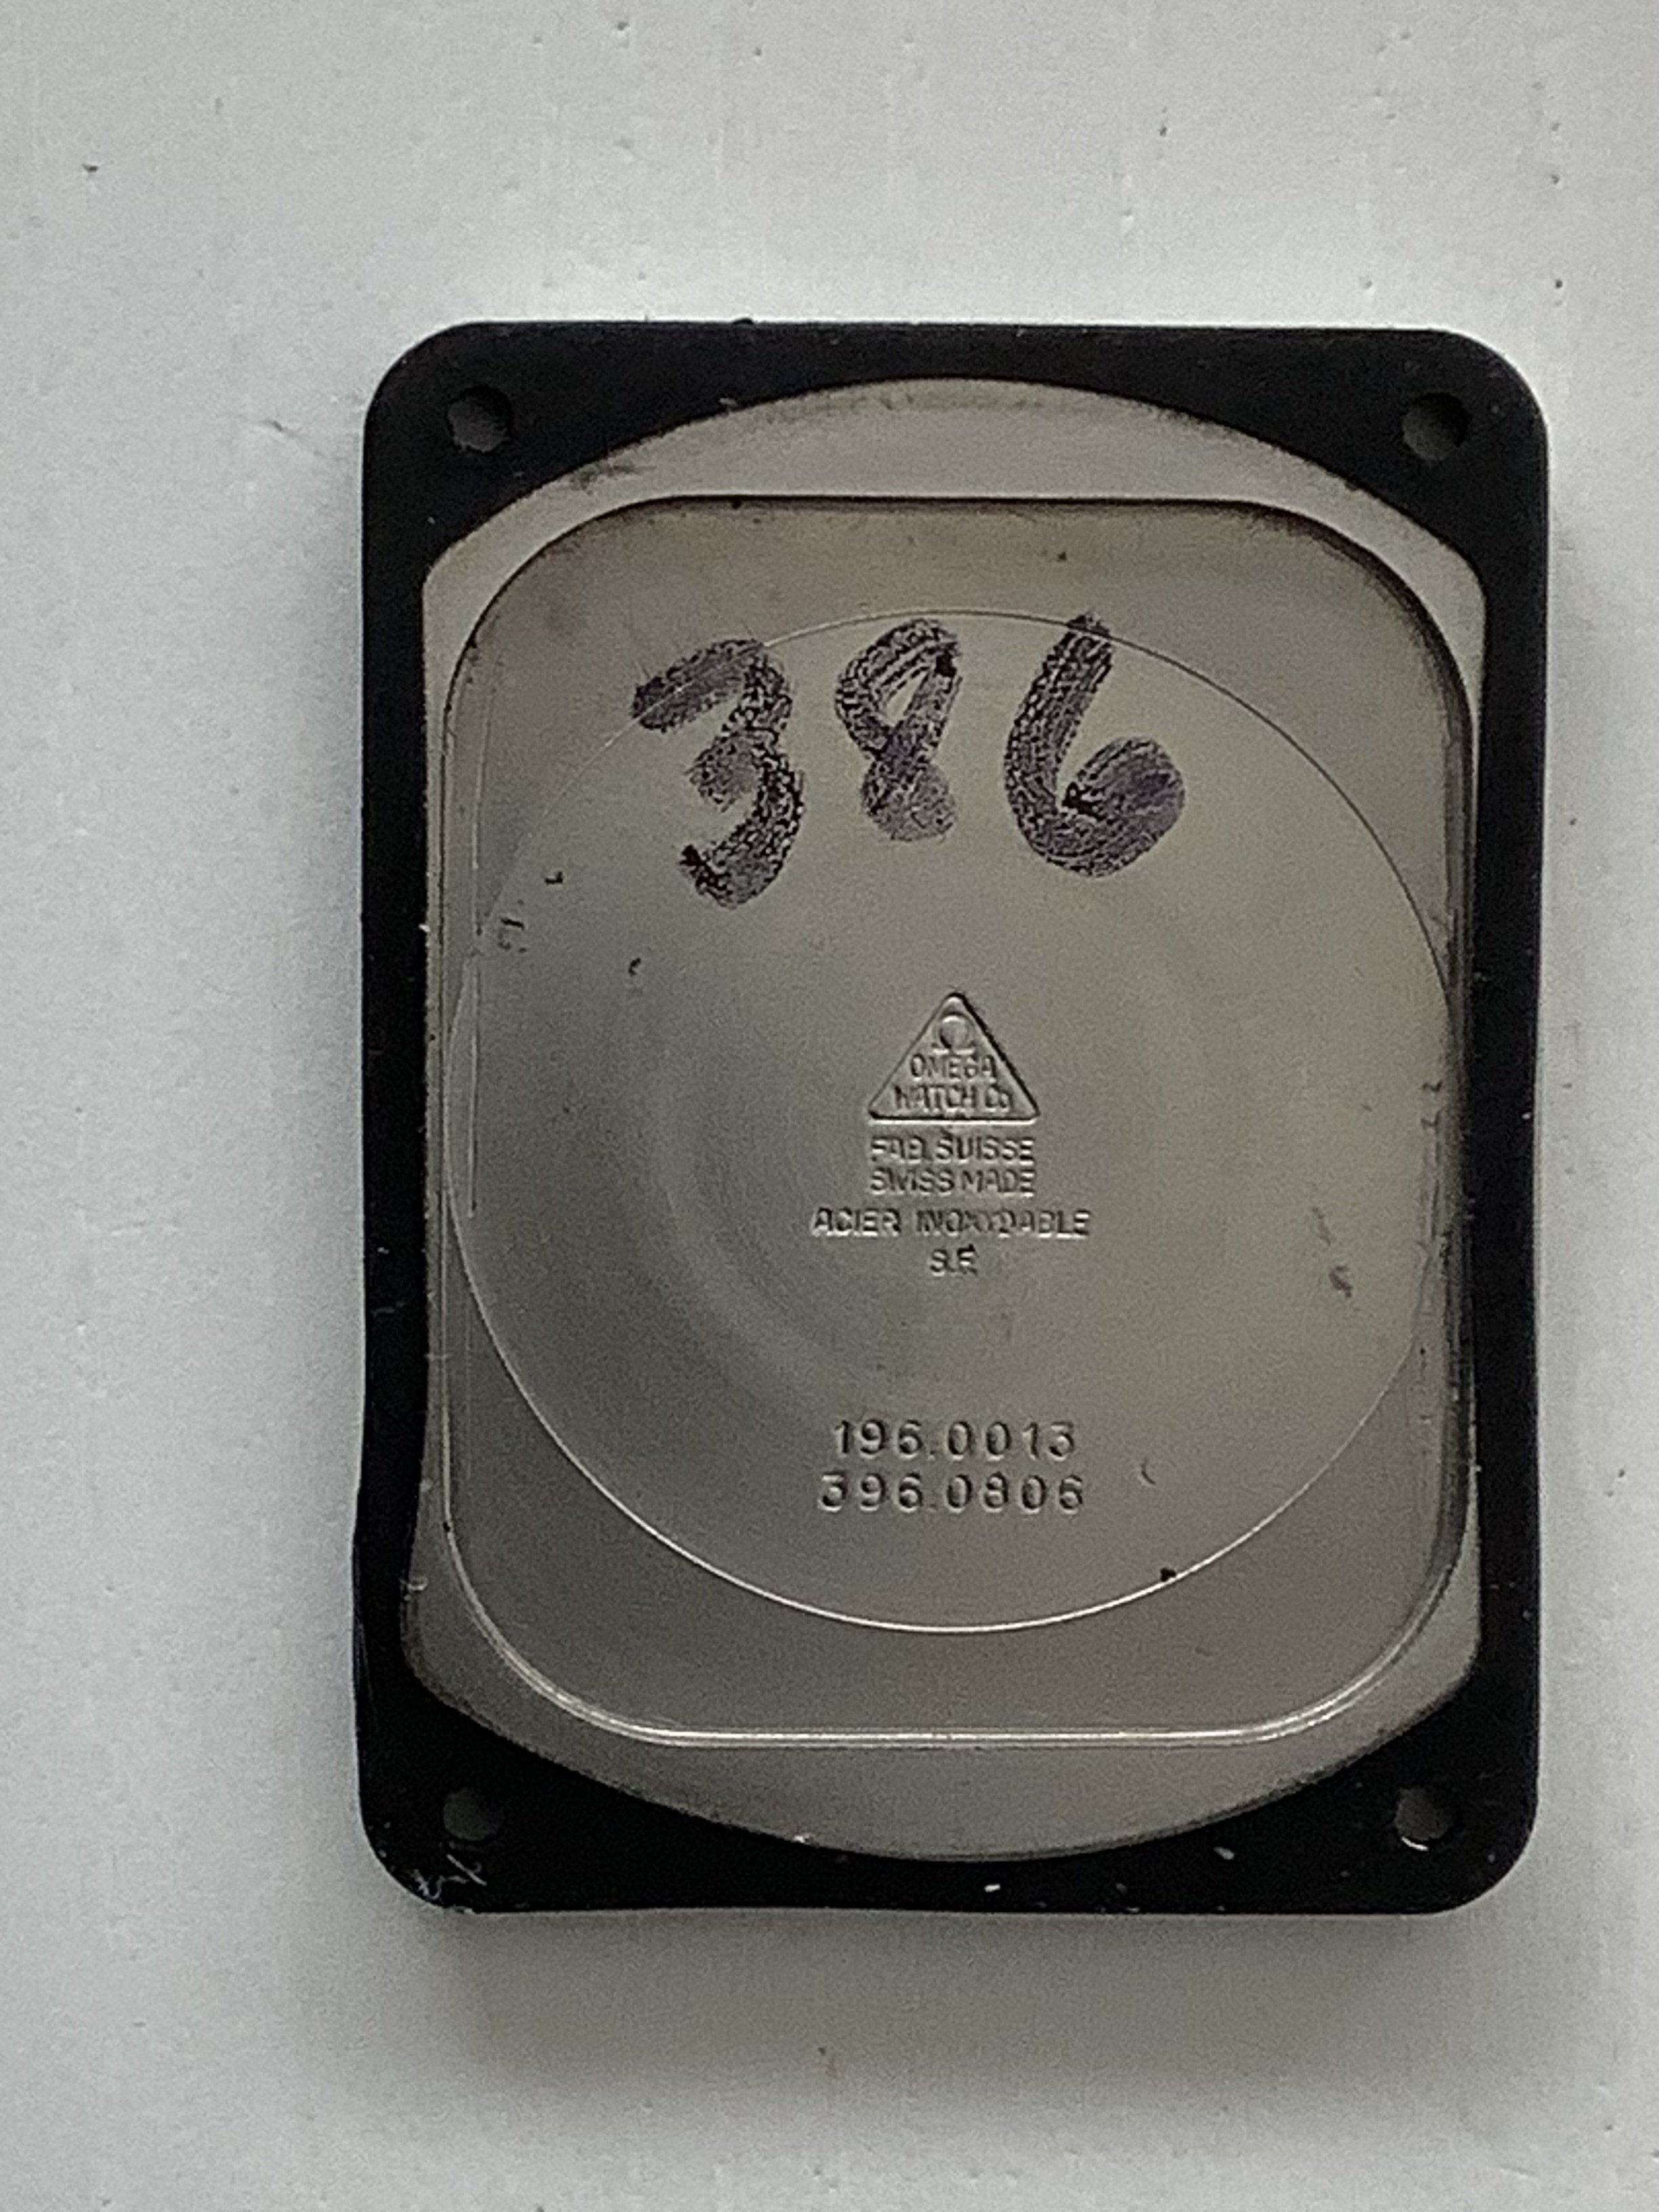 386
Ω
OMEGA
WATCH Co
FAB. SUISSE
SWISS MADE
ACIER INOXYDABLE
S.F.
196.0013
396.0806